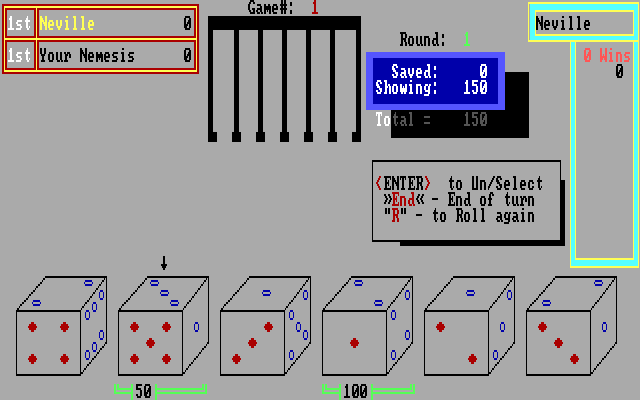 Game#: 1
1st Neville 0
1st Your Nemesis 0
Neville
0 Wins
0
Round: 1
Saved: 0
Showing: 150
Total = 150
<ENTER> to Un/Select
»End« - End of turn
"R" - to Roll again
50
100